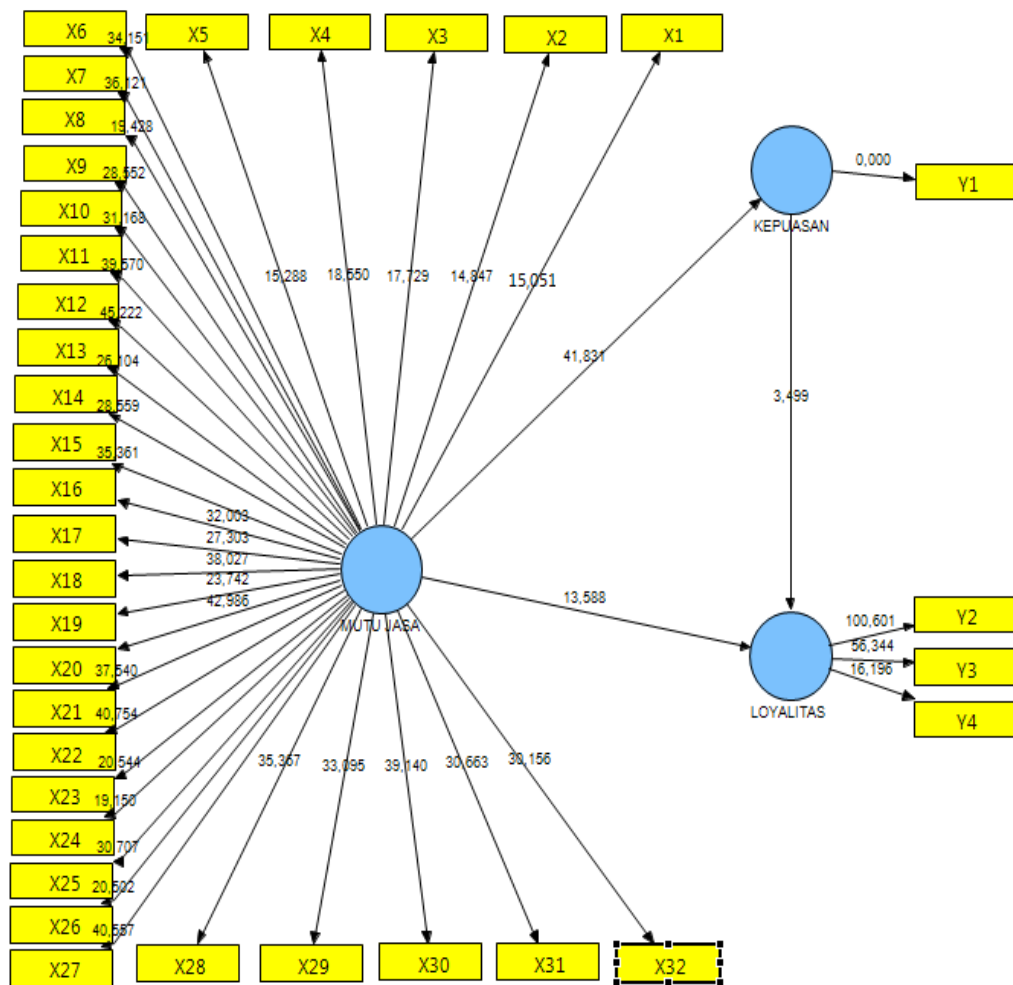 X6 34,151
X5
X4
X3
X2
X1
X7 36,121
X8 19,428
X9 28,552
X10 31,168
X11 39,670
X12 45,222
X13 26,104
X14 28,559
X15 35,361
X16
X17
X18
X19
X20 37,540
X21 40,754
X22 20,544
X23 19,150
X24 30,707
X25 20,502
X26 40,557
X27
15,288
18,550
17,729
14,847
15,051
0,000
Y1
KEPUASAN
41,831
3,499
32,003
27,303
38,027
23,742
42,986
MUTU JASA
13,588
100,601
56,344
16,196
Y2
Y3
Y4
LOYALITAS
35,367
33,095
39,140
30,663
30,156
X28
X29
X30
X31
X32